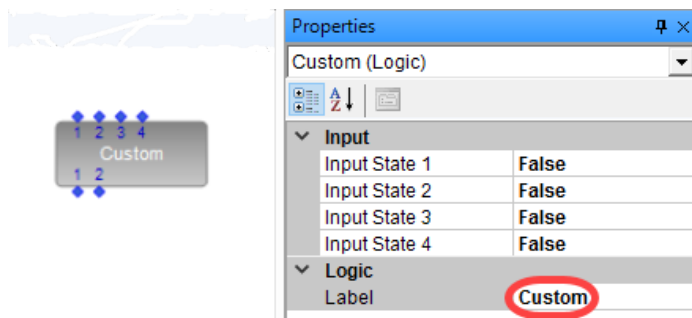 1 2 3 4
Custom
1 2
Properties
Custom (Logic)
Input
Input State 1 False
Input State 2 False
Input State 3 False
Input State 4 False
Logic
Label Custom